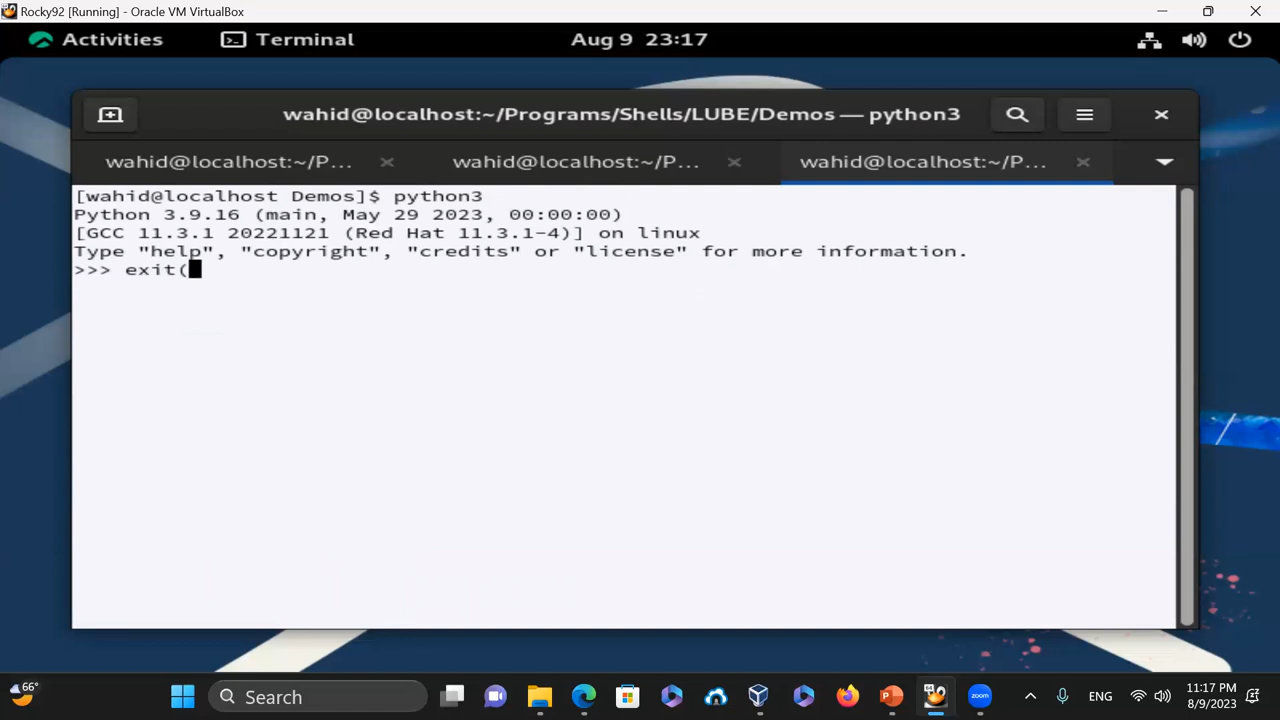 Rocky92 [Running] - Oracle VM VirtualBox
Activities Terminal Aug 9 23:17
wahid@localhost:~/Programs/Shells/LUBE/Demos — python3
wahid@localhost:~/P... wahid@localhost:~/P... wahid@localhost:~/P...
[wahid@localhost Demos]$ python3
Python 3.9.16 (main, May 29 2023, 00:00:00)
[GCC 11.3.1 20221121 (Red Hat 11.3.1-4)] on linux
Type "help", "copyright", "credits" or "license" for more information.
>>> exit(
66°
Search
zoom
ENG
11:17 PM
8/9/2023